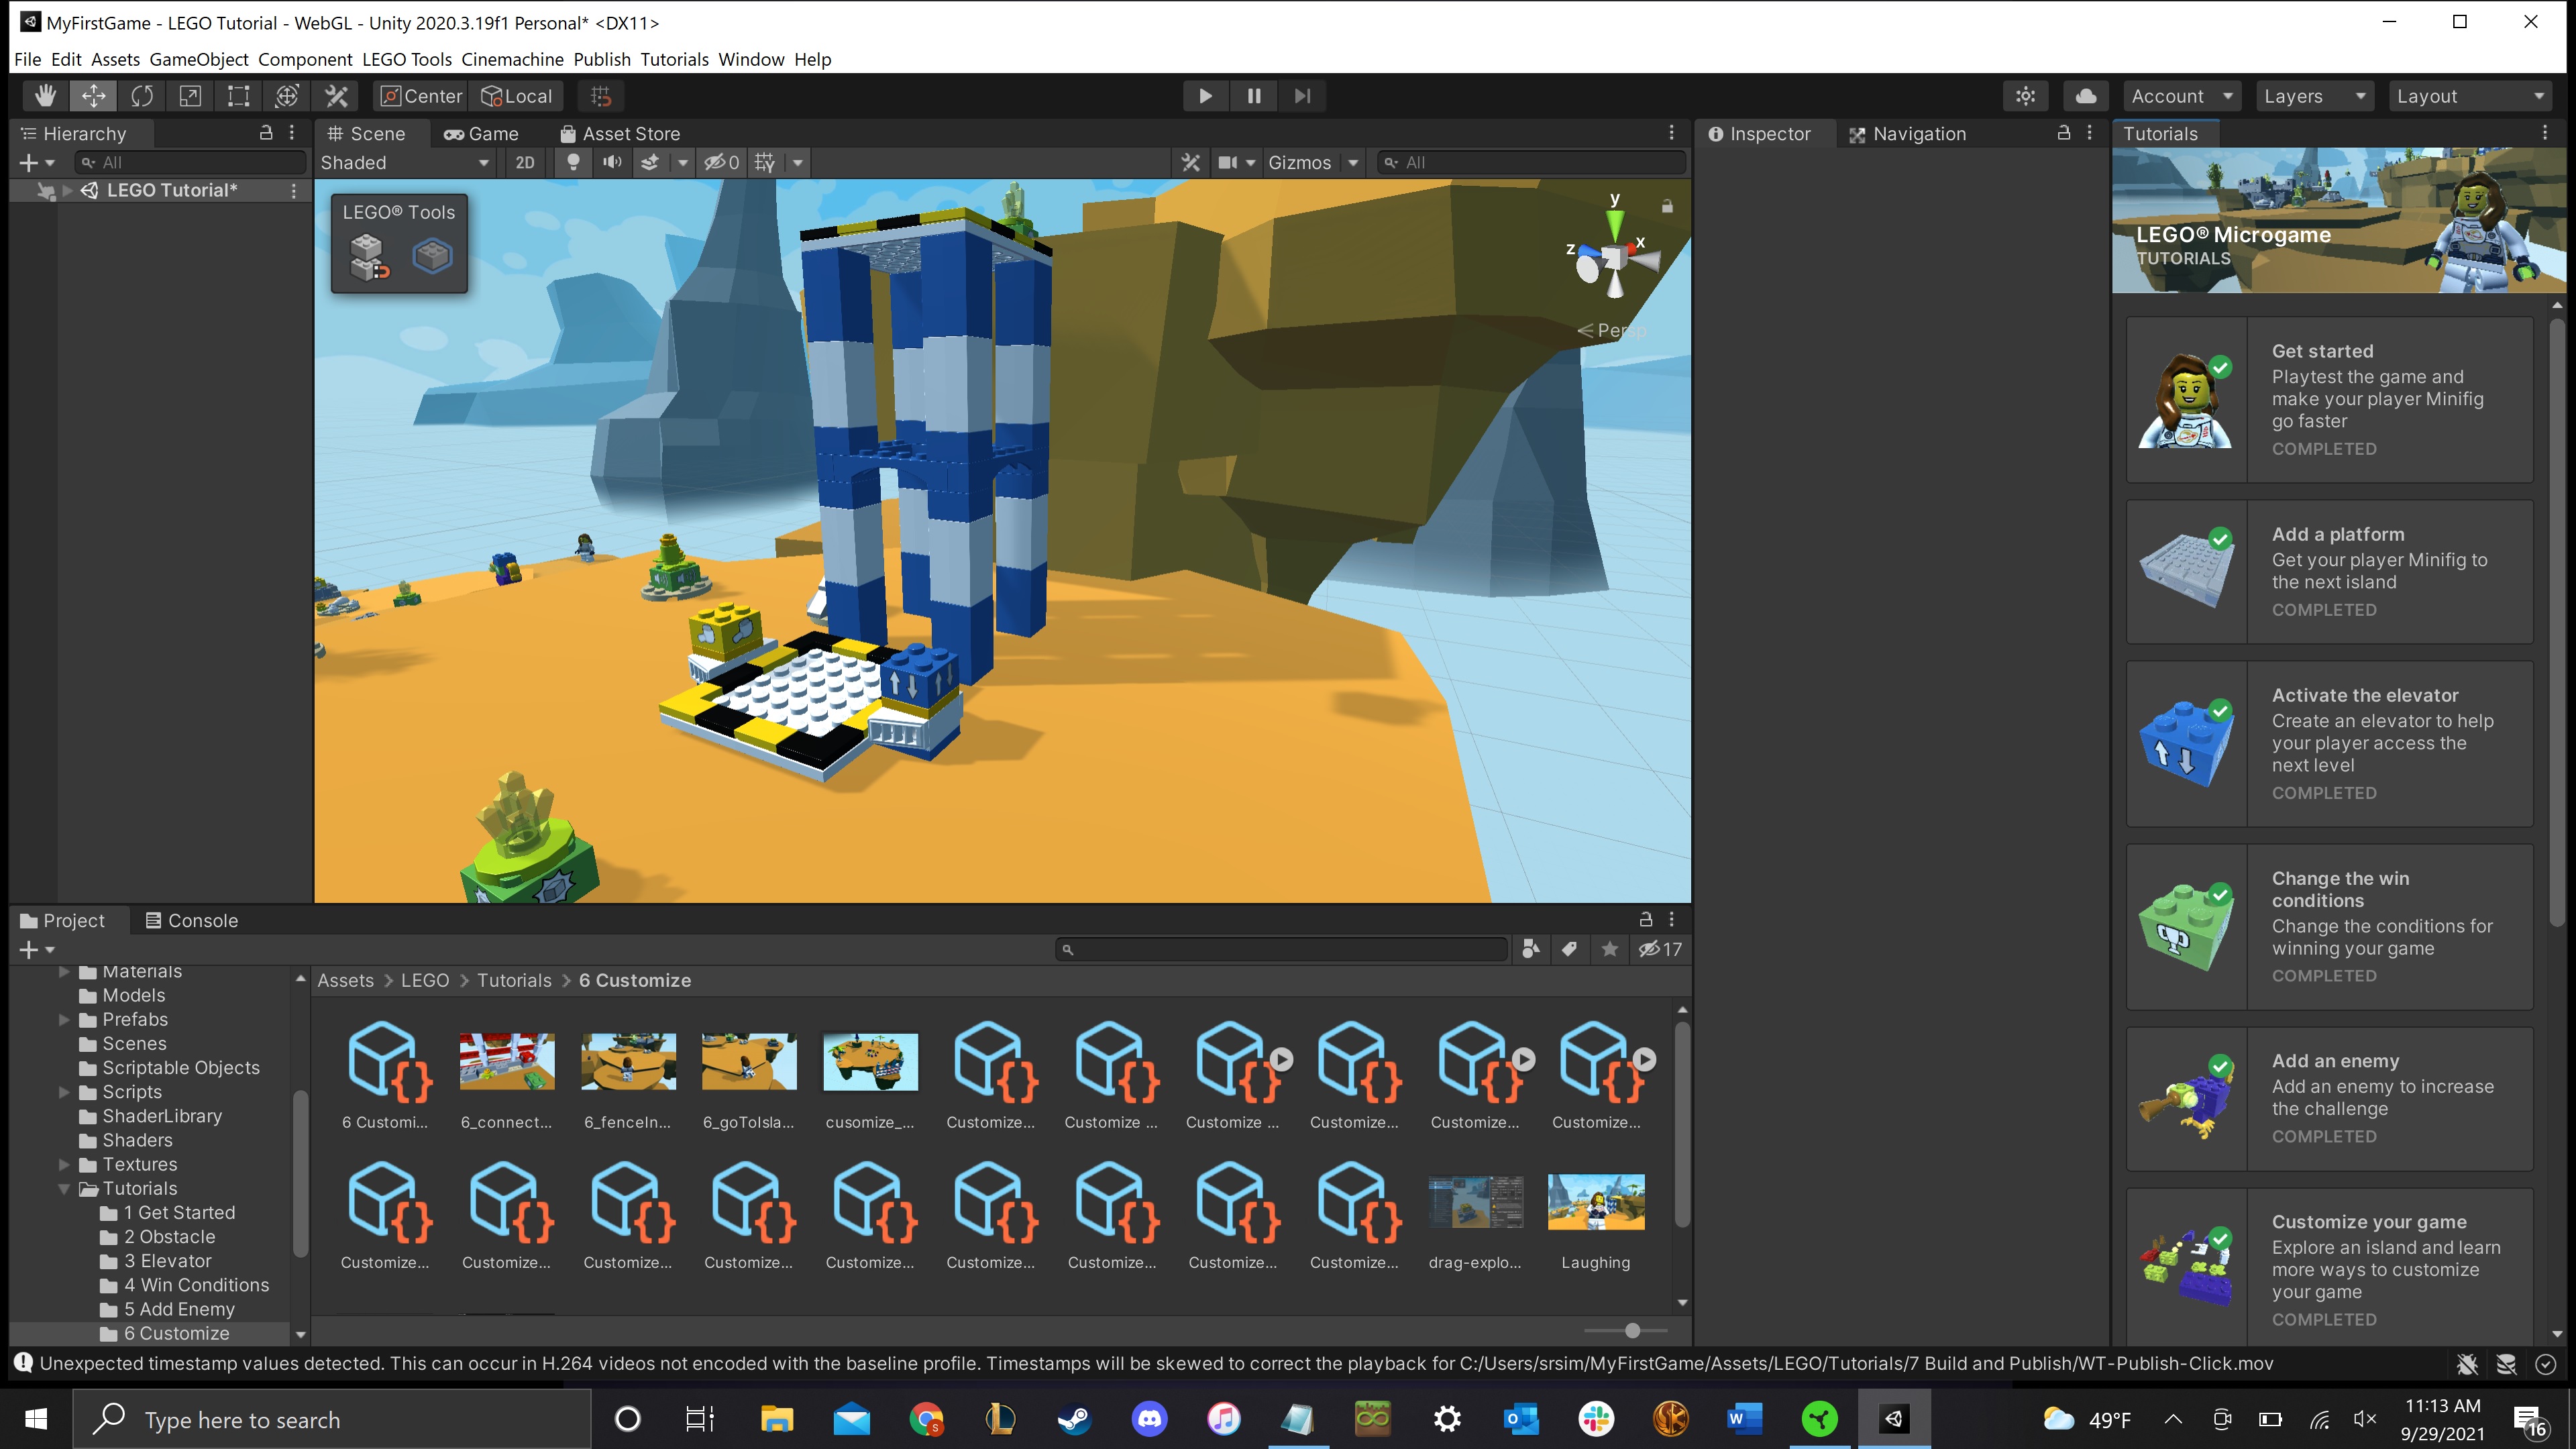 MyFirstGame - LEGO Tutorial - WebGL - Unity 2020.3.19f1 Personal* <DX11>
File Edit Assets GameObject Component LEGO Tools Cinemachine Publish Tutorials Window Help
Center Local Account Layers Layout
Hierarchy
All
LEGO Tutorial*
Scene Game Asset Store
Shaded 2D 0 Gizmos All
LEGO® Tools
y
z x
Persp
Inspector Navigation
Tutorials
LEGO® Microgame
TUTORIALS
Get started
Playtest the game and
make your player Minifig
go faster
COMPLETED
Add a platform
Get your player Minifig to
the next island
COMPLETED
Activate the elevator
Create an elevator to help
your player access the
next level
COMPLETED
Change the win
conditions
Change the conditions for
winning your game
COMPLETED
Add an enemy
Add an enemy to increase
the challenge
COMPLETED
Customize your game
Explore an island and learn
more ways to customize
your game
COMPLETED
Project Console
17
Materials
Models
Prefabs
Scenes
Scriptable Objects
Scripts
ShaderLibrary
Shaders
Textures
Tutorials
1 Get Started
2 Obstacle
3 Elevator
4 Win Conditions
5 Add Enemy
6 Customize
Assets > LEGO > Tutorials > 6 Customize
6 Customi... 6_connect... 6_fenceIn... 6_goToIsla... cusomize_... Customize... Customize ... Customize ... Customize... Customize... Customize...
Customize... Customize... Customize... Customize... Customize... Customize... Customize... Customize... Customize... drag-explo... Laughing
Unexpected timestamp values detected. This can occur in H.264 videos not encoded with the baseline profile. Timestamps will be skewed to correct the playback for C:/Users/srsim/MyFirstGame/Assets/LEGO/Tutorials/7 Build and Publish/WT-Publish-Click.mov
Type here to search
49°F
11:13 AM
9/29/2021
16